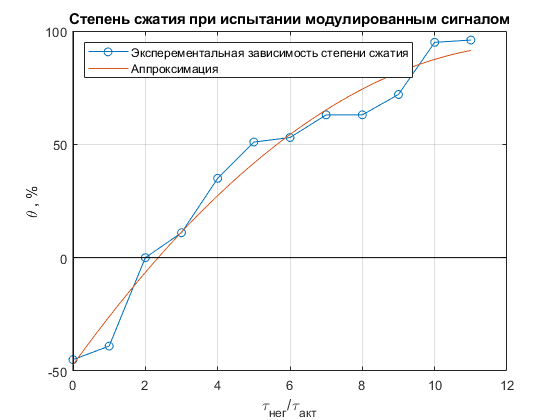 Степень сжатия при испытании модулированным сигналом
100
Эксперементальная зависимость степени сжатия
Аппроксимация
50
θ , %
0
-50
0 2 4 6 8 10 12
τнег/τакт